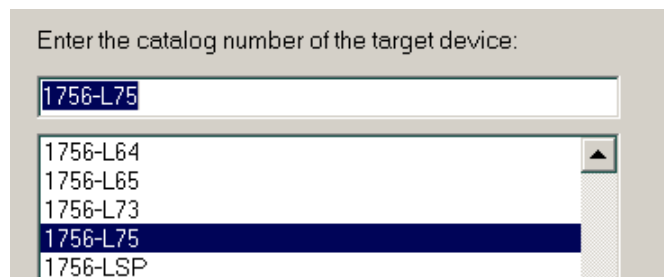 Enter the catalog number of the target device:
1756-L75
1756-L64
1756-L65
1756-L73
1756-L75
1756-LSP